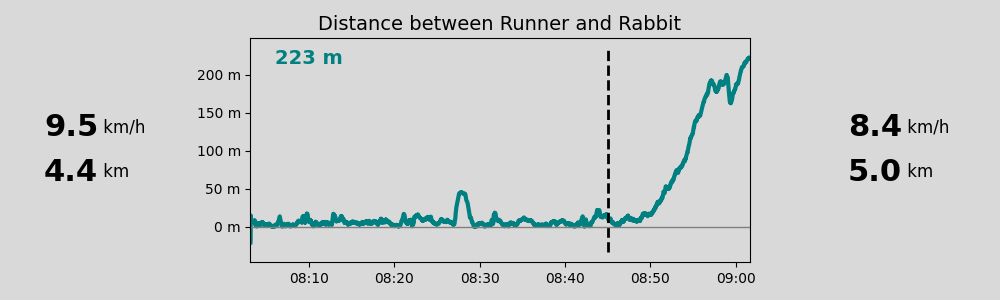 Distance between Runner and Rabbit
223 m
200 m
150 m
100 m
50 m
0 m
08:10 08:20 08:30 08:40 08:50 09:00
9.5 km/h
4.4 km
8.4 km/h
5.0 km